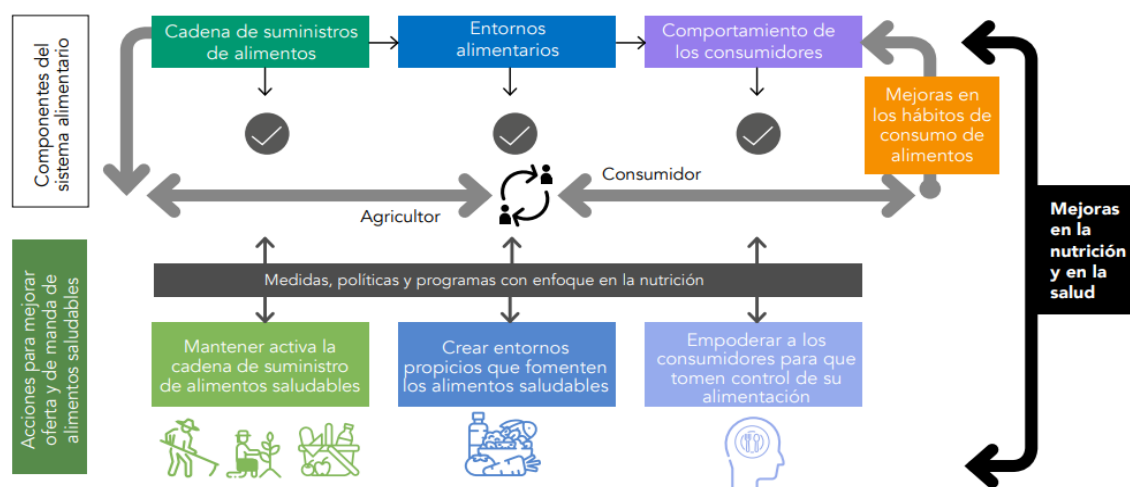 Componentes del
sistema alimentario
Cadena de suministros
de alimentos
Entornos
alimentarios
Comportamiento de
los consumidores
Mejoras en
los hábitos de
consumo de
alimentos
Agricultor
Consumidor
Mejoras
en la
nutrición
y en la
salud
Acciones para mejorar
oferta y de manda de
alimentos saludables
Medidas, políticas y programas con enfoque en la nutrición
Mantener activa la
cadena de suministro
de alimentos saludables
Crear entornos
propicios que fomenten
los alimentos saludables
Empoderar a los
consumidores para que
tomen control de su
alimentación